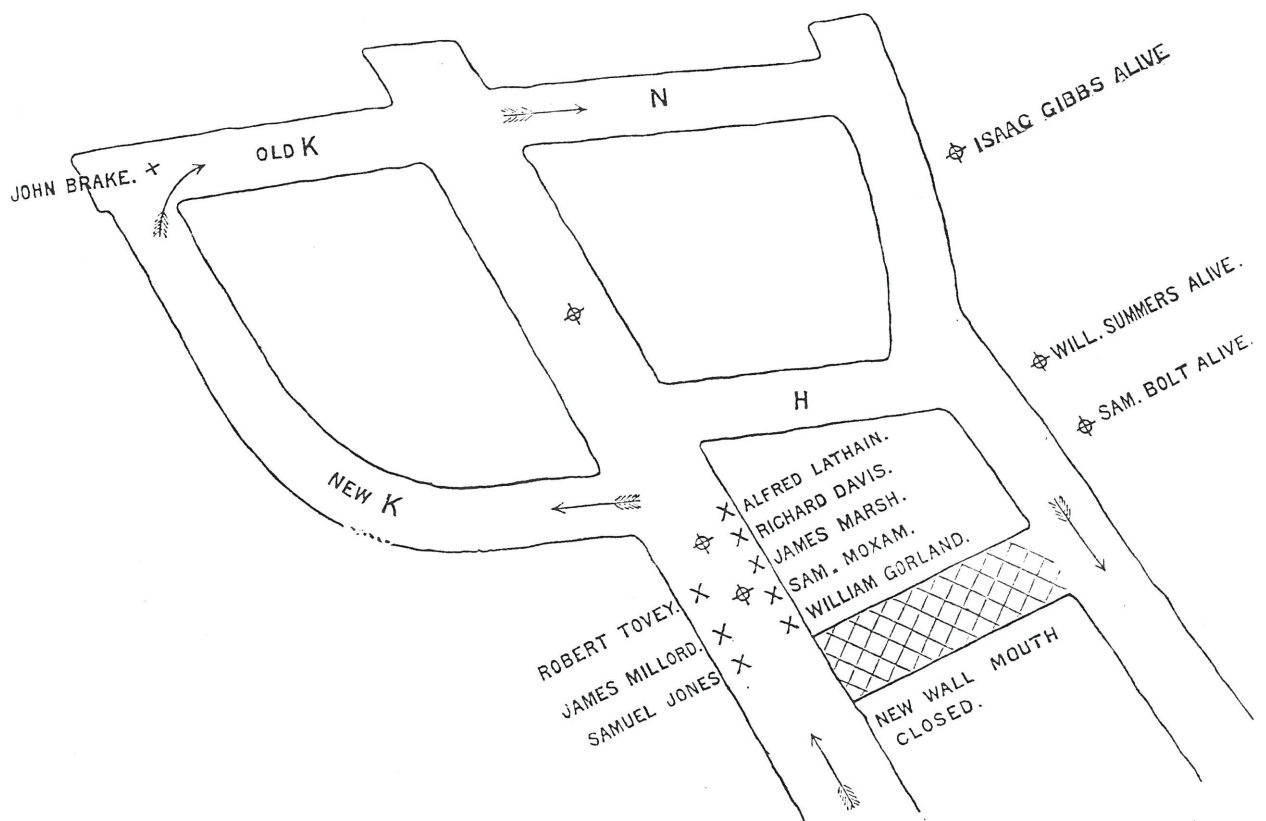 N
ISAAC GIBBS ALIVE
OLD K
JOHN BRAKE.
WILL. SUMMERS ALIVE.
SAM. BOLT ALIVE.
H
NEW K
ALFRED LATHAIN.
RICHARD DAVIS.
JAMES MARSH.
SAM. MOXAM.
WILLIAM GORLAND.
ROBERT TOVEY.
JAMES MILLORD.
SAMUEL JONES
NEW WALL MOUTH
CLOSED.